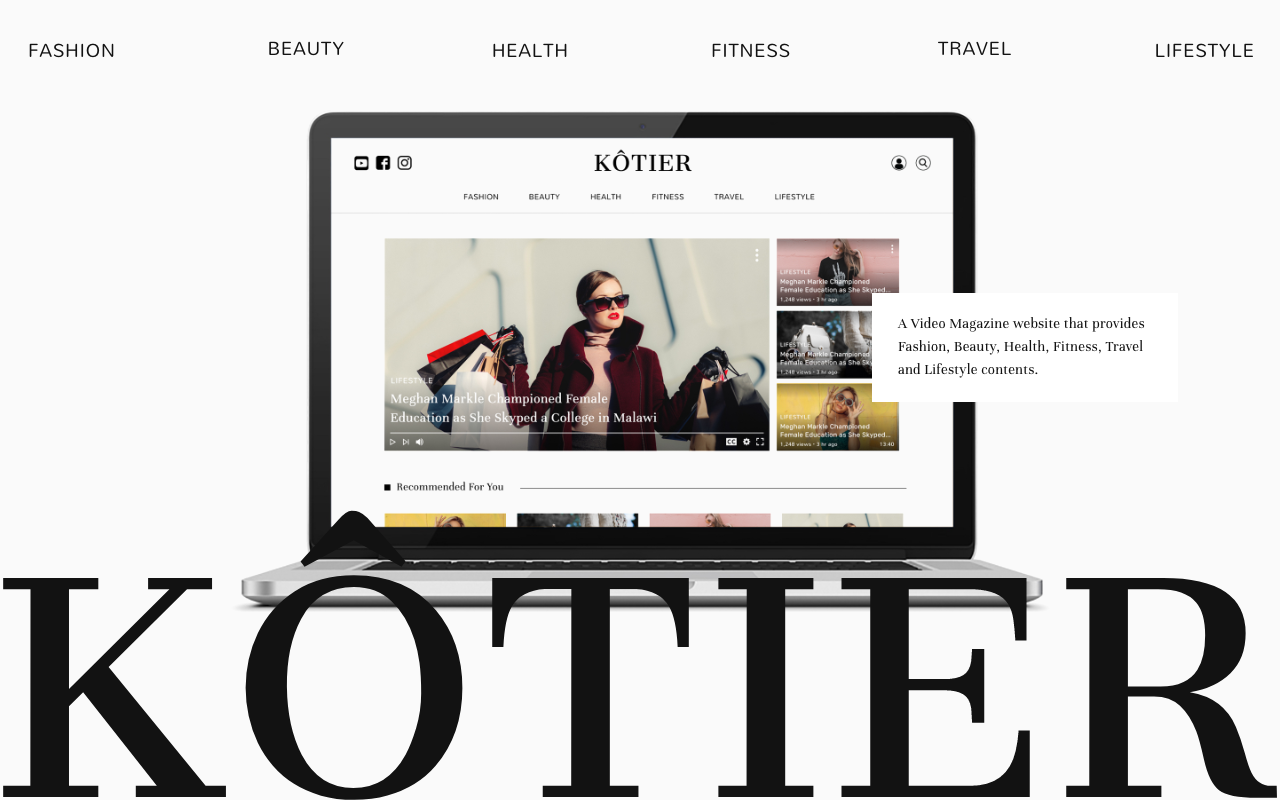 FASHION BEAUTY HEALTH FITNESS TRAVEL LIFESTYLE
KÔTIER
FASHION BEAUTY HEALTH FITNESS TRAVEL LIFESTYLE
LIFESTYLE
Meghan Markle Championed Female
Education as She Skyped a College in Malawi
CC
LIFESTYLE
Meghan Markle Championed
Female Education as She Skyped...
1,248 views • 3 hr ago
LIFESTYLE
Meghan Markle Championed
Female Education as She
1,248 views • 3 hr ago
LIFESTYLE
Meghan Markle Championed
Female Education as She Skyped...
1,248 views • 3 hr ago 13:40
A Video Magazine website that provides
Fashion, Beauty, Health, Fitness, Travel
and Lifestyle contents.
Recommended For You
KÔTIER